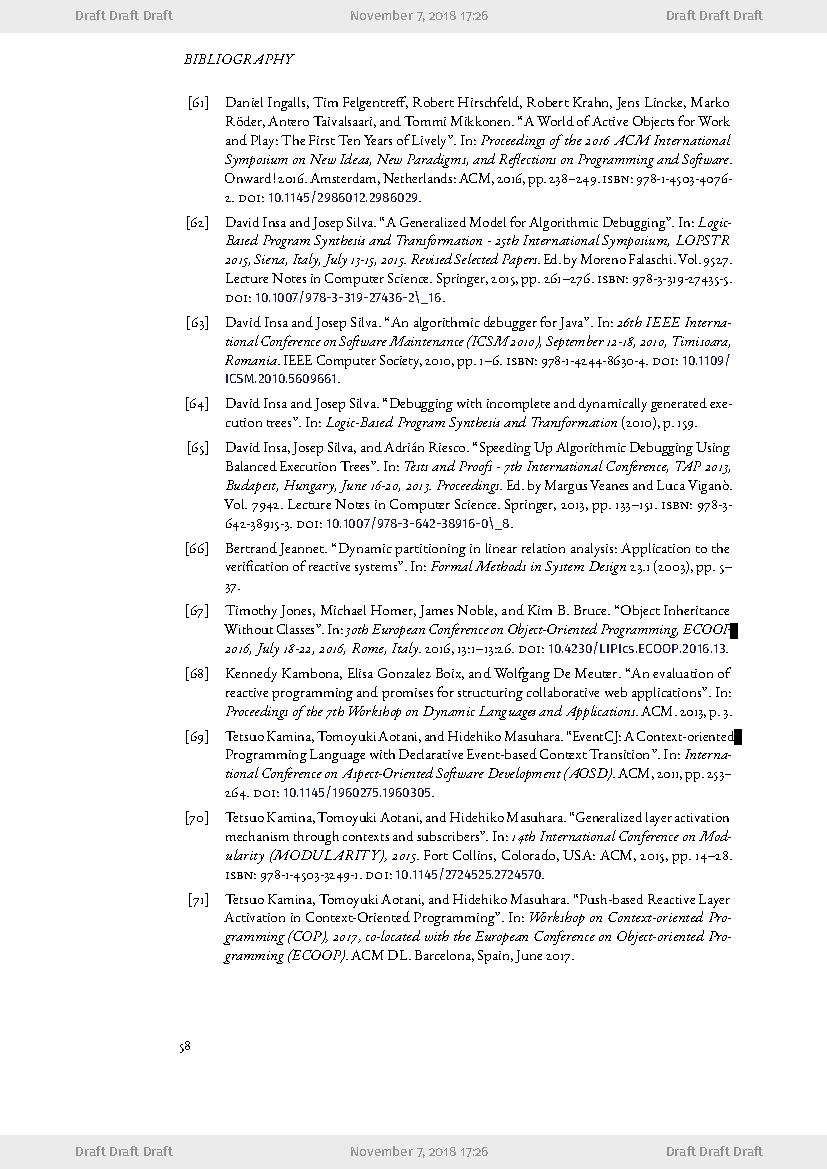 Draft Draft Draft November 7, 2018 17:26 Draft Draft Draft
BIBLIOGRAPHY
[61] Daniel Ingalls, Tim Felgentreff, Robert Hirschfeld, Robert Krahn, Jens Lincke, Marko
Röder, Antero Taivalsaari, and Tommi Mikkonen. “A World of Active Objects for Work
and Play: The First Ten Years of Lively”. In: Proceedings of the 2016 ACM International
Symposium on New Ideas, New Paradigms, and Reflections on Programming and Software.
Onward! 2016. Amsterdam, Netherlands: ACM, 2016, pp. 238–249. ISBN: 978-1-4503-4076-
2. DOI: 10.1145/2986012.2986029.
[62] David Insa and Josep Silva. “A Generalized Model for Algorithmic Debugging”. In: Logic-
Based Program Synthesis and Transformation - 25th International Symposium, LOPSTR
2015, Siena, Italy, July 13-15, 2015. Revised Selected Papers. Ed. by Moreno Falaschi. Vol. 9527.
Lecture Notes in Computer Science. Springer, 2015, pp. 261–276. ISBN: 978-3-319-27435-5.
DOI: 10.1007/978-3-319-27436-2\_16.
[63] David Insa and Josep Silva. “An algorithmic debugger for Java”. In: 26th IEEE Interna-
tional Conference on Software Maintenance (ICSM 2010), September 12-18, 2010, Timisoara,
Romania. IEEE Computer Society, 2010, pp. 1–6. ISBN: 978-1-4244-8630-4. DOI: 10.1109/
ICSM.2010.5609661.
[64] David Insa and Josep Silva. “Debugging with incomplete and dynamically generated exe-
cution trees”. In: Logic-Based Program Synthesis and Transformation (2010), p. 159.
[65] David Insa, Josep Silva, and Adrián Riesco. “Speeding Up Algorithmic Debugging Using
Balanced Execution Trees”. In: Tests and Proofs - 7th International Conference, TAP 2013,
Budapest, Hungary, June 16-20, 2013. Proceedings. Ed. by Margus Veanes and Luca Viganò.
Vol. 7942. Lecture Notes in Computer Science. Springer, 2013, pp. 133–151. ISBN: 978-3-
642-38915-3. DOI: 10.1007/978-3-642-38916-0\_8.
[66] Bertrand Jeannet. “Dynamic partitioning in linear relation analysis: Application to the
verification of reactive systems”. In: Formal Methods in System Design 23.1 (2003), pp. 5–
37.
[67] Timothy Jones, Michael Homer, James Noble, and Kim B. Bruce. “Object Inheritance
Without Classes”. In: 30th European Conference on Object-Oriented Programming, ECOOP
2016, July 18-22, 2016, Rome, Italy. 2016, 13:1–13:26. DOI: 10.4230/LIPIcs.ECOOP.2016.13.
[68] Kennedy Kambona, Elisa Gonzalez Boix, and Wolfgang De Meuter. “An evaluation of
reactive programming and promises for structuring collaborative web applications”. In:
Proceedings of the 7th Workshop on Dynamic Languages and Applications. ACM. 2013, p. 3.
[69] Tetsuo Kamina, Tomoyuki Aotani, and Hidehiko Masuhara. “EventCJ: A Context-oriented
Programming Language with Declarative Event-based Context Transition”. In: Interna-
tional Conference on Aspect-Oriented Software Development (AOSD). ACM, 2011, pp. 253–
264. DOI: 10.1145/1960275.1960305.
[70] Tetsuo Kamina, Tomoyuki Aotani, and Hidehiko Masuhara. “Generalized layer activation
mechanism through contexts and subscribers”. In: 14th International Conference on Mod-
ularity (MODULARITY), 2015. Fort Collins, Colorado, USA: ACM, 2015, pp. 14–28.
ISBN: 978-1-4503-3249-1. DOI: 10.1145/2724525.2724570.
[71] Tetsuo Kamina, Tomoyuki Aotani, and Hidehiko Masuhara. “Push-based Reactive Layer
Activation in Context-Oriented Programming”. In: Workshop on Context-oriented Pro-
gramming (COP), 2017, co-located with the European Conference on Object-oriented Pro-
gramming (ECOOP). ACM DL. Barcelona, Spain, June 2017.
58
Draft Draft Draft November 7, 2018 17:26 Draft Draft Draft